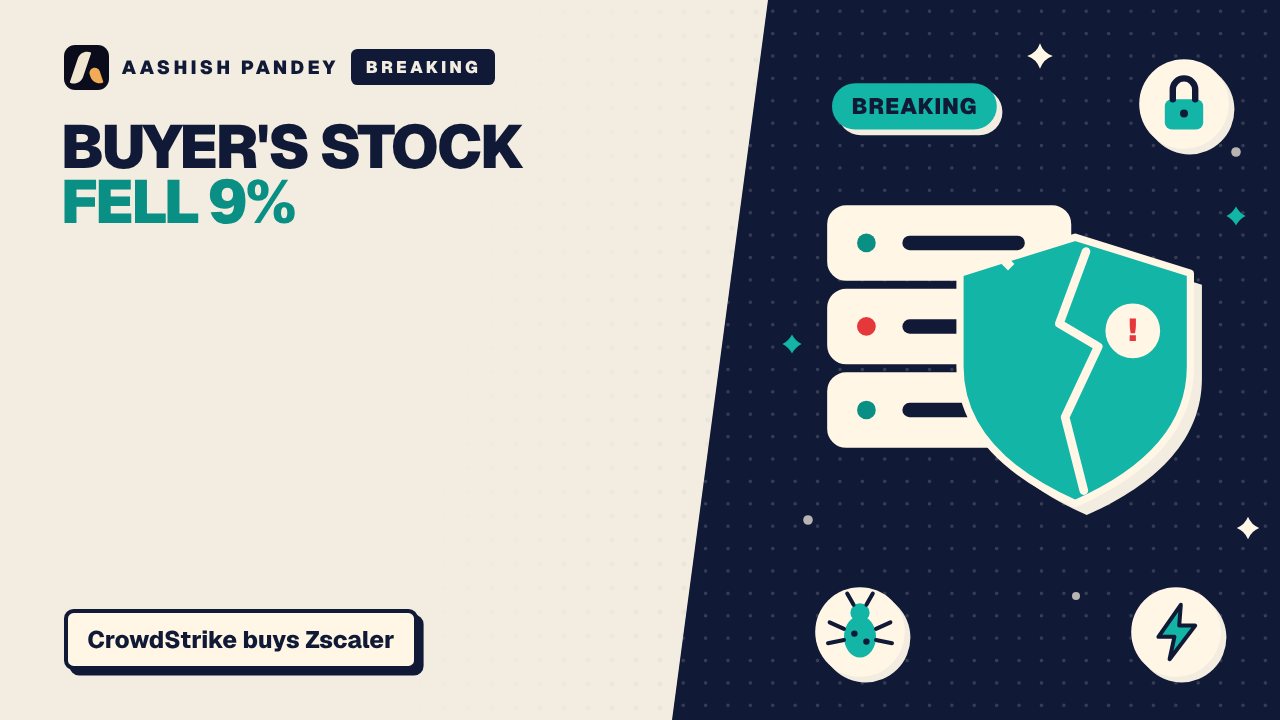 AASHISH PANDEY BREAKING
BUYER'S STOCK
FELL 9%
CrowdStrike buys Zscaler
BREAKING
!